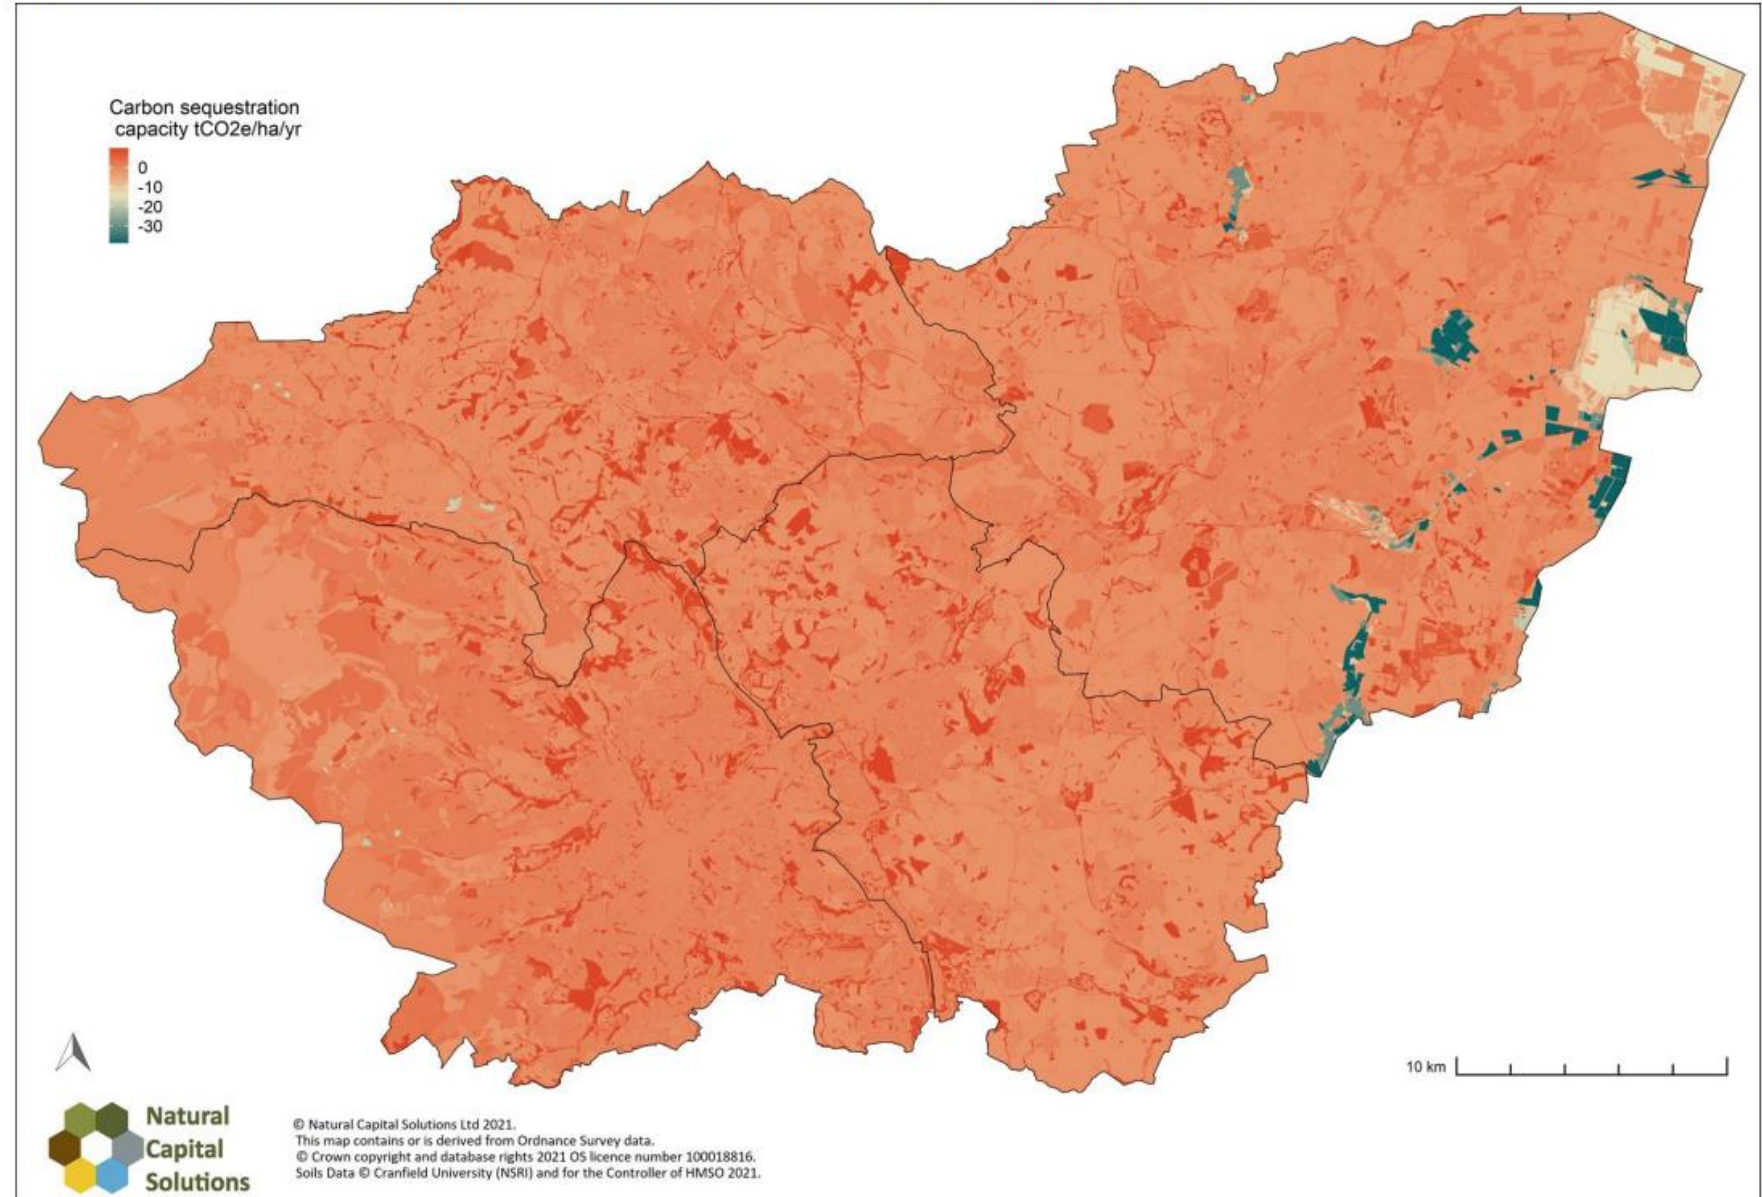 Carbon sequestration
capacity tCO2e/ha/yr
0
-10
-20
-30
10 km
Natural
Capital
Solutions
© Natural Capital Solutions Ltd 2021.
This map contains or is derived from Ordnance Survey data.
© Crown copyright and database rights 2021 OS licence number 100018816.
Soils Data © Cranfield University (NSRI) and for the Controller of HMSO 2021.